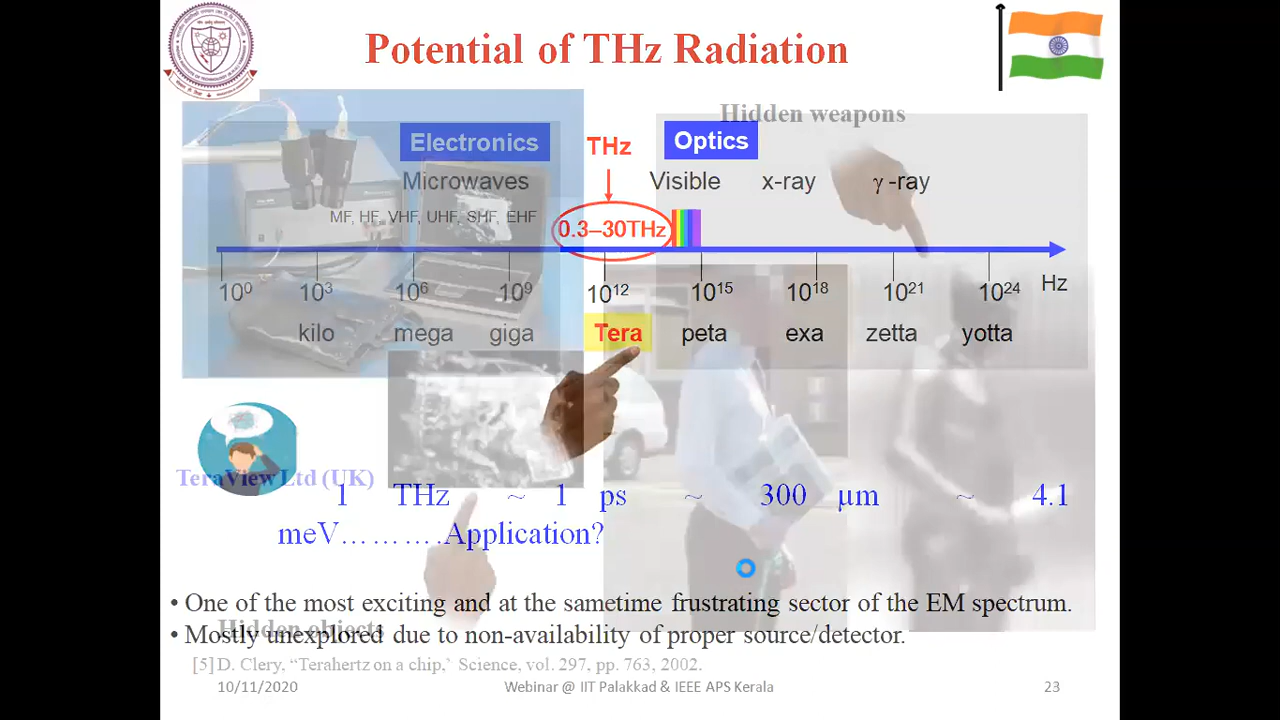 Potential of THz Radiation
Hidden weapons
Electronics THz Optics
Microwaves Visible x-ray γ -ray
MF, HF, VHF, UHF, SHF, EHF 0.3–30THz
10⁰ 10³ 10⁶ 10⁹ 10¹² 10¹⁵ 10¹⁸ 10²¹ 10²⁴ Hz
kilo mega giga Tera peta exa zetta yotta
TeraView Ltd (UK)
1 THz ~ 1 ps ~ 300 µm ~ 4.1
meV……….Application?
• One of the most exciting and at the sametime frustrating sector of the EM spectrum.
Hidden objects
• Mostly unexplored due to non-availability of proper source/detector.
[5] D. Clery, “Terahertz on a chip,’ Science, vol. 297, pp. 763, 2002.
10/11/2020 Webinar @ IIT Palakkad & IEEE APS Kerala 23